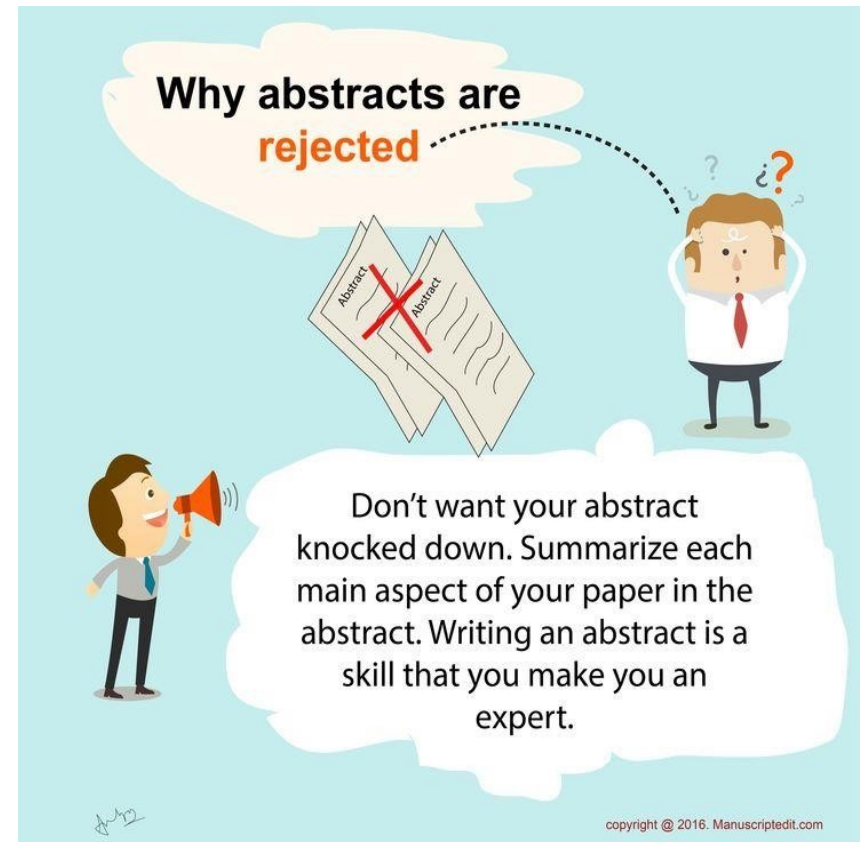 Why abstracts are
rejected
? ¿? ¿ ?
Abstract
Abstract
Don’t want your abstract
knocked down. Summarize each
main aspect of your paper in the
abstract. Writing an abstract is a
skill that you make you an
expert.
copyright @ 2016. Manuscriptedit.com